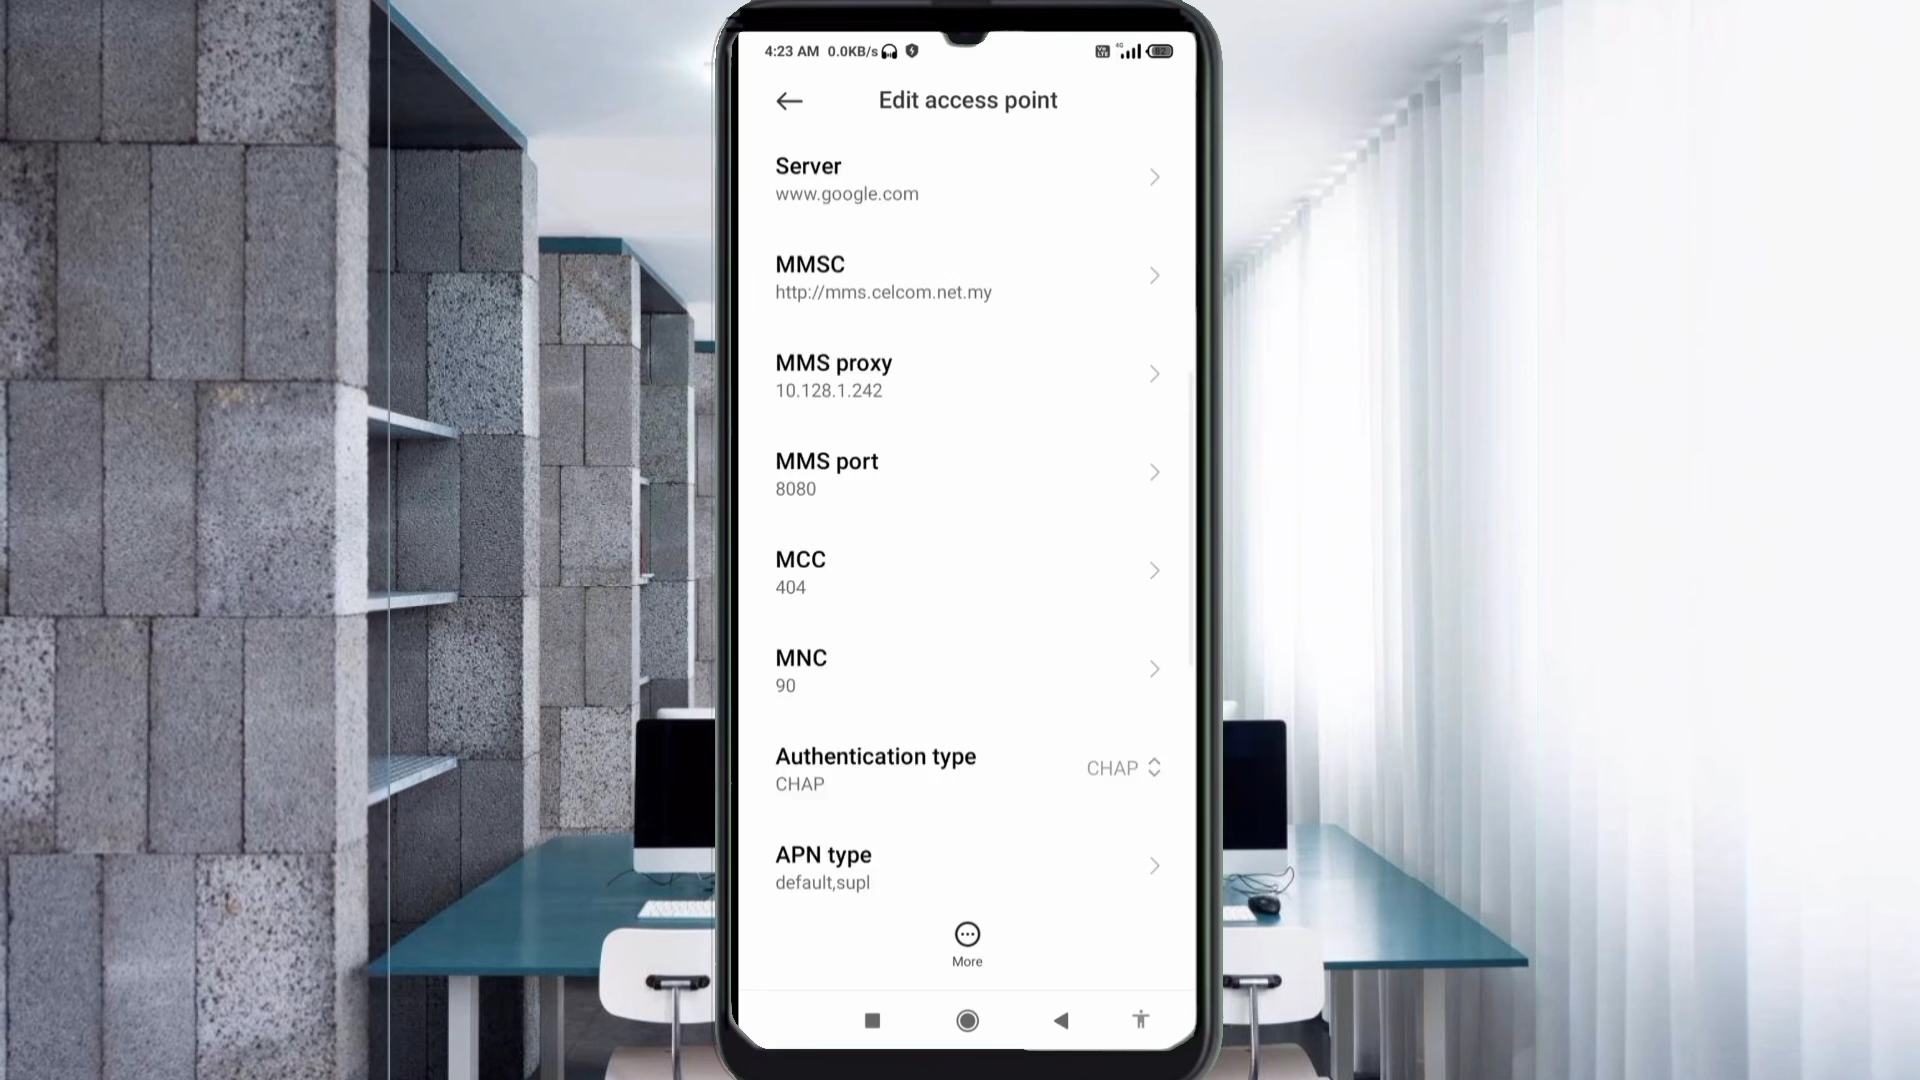 4:23 AM 0.0KB/s
4G 82
Edit access point
Server
www.google.com
MMSC
http://mms.celcom.net.my
MMS proxy
10.128.1.242
MMS port
8080
MCC
404
MNC
90
Authentication type
CHAP
CHAP
APN type
default,supl
More